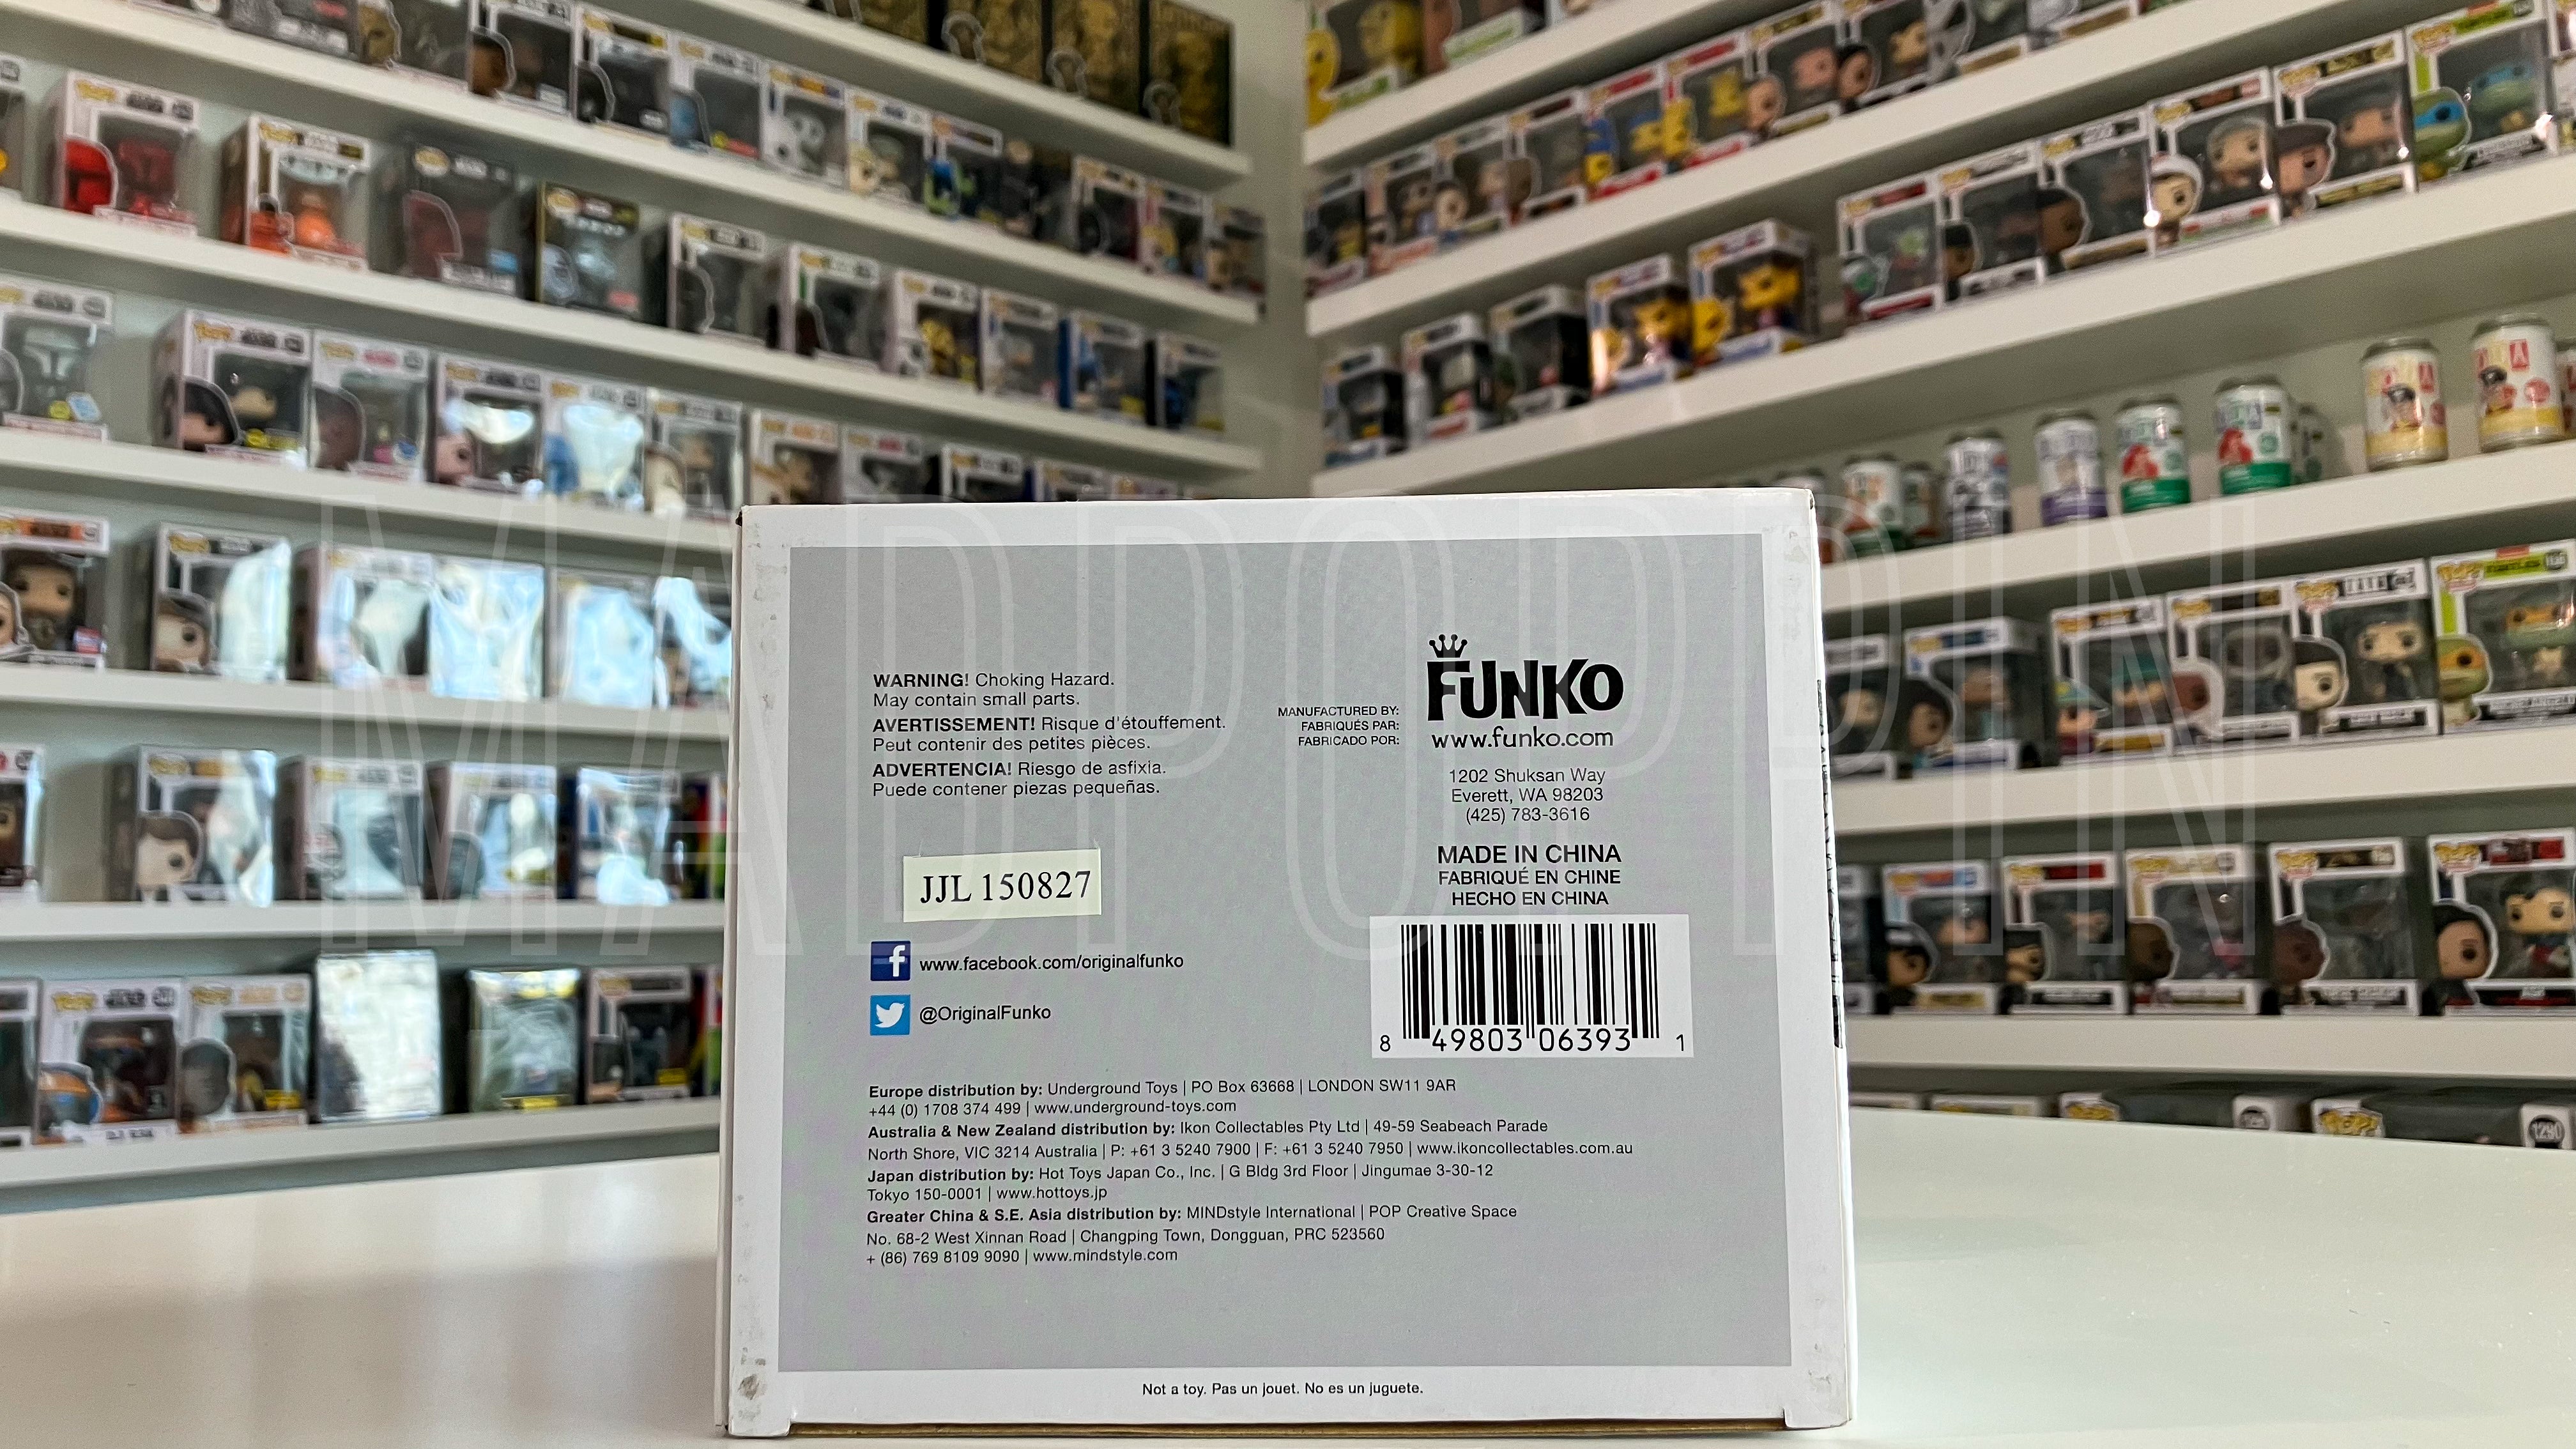 MADPOPPIN
WARNING! Choking Hazard.
May contain small parts.
AVERTISSEMENT! Risque d'étouffement.
Peut contenir des petites pièces.
ADVERTENCIA! Riesgo de asfixia.
Puede contener piezas pequeñas.
JJL 150827
www.facebook.com/originalfunko
@OriginalFunko
MANUFACTURED BY:
FABRIQUÉS PAR:
FABRICADO POR:
FUNKO
www.funko.com
1202 Shuksan Way
Everett, WA 98203
(425) 783-3616
MADE IN CHINA
FABRIQUÉ EN CHINE
HECHO EN CHINA
8 49803 06393 1
Europe distribution by: Underground Toys | PO Box 63668 | LONDON SW11 9AR
+44 (0) 1708 374 499 | www.underground-toys.com
Australia & New Zealand distribution by: Ikon Collectables Pty Ltd | 49-59 Seabeach Parade
North Shore, VIC 3214 Australia | P: +61 3 5240 7900 | F: +61 3 5240 7950 | www.ikoncollectables.com.au
Japan distribution by: Hot Toys Japan Co., Inc. | G Bldg 3rd Floor | Jingumae 3-30-12
Tokyo 150-0001 | www.hottoys.jp
Greater China & S.E. Asia distribution by: MINDstyle International | POP Creative Space
No. 68-2 West Xinnan Road | Changping Town, Dongguan, PRC 523560
+ (86) 769 8109 9090 | www.mindstyle.com
Not a toy. Pas un jouet. No es un juguete.
POP!
1290